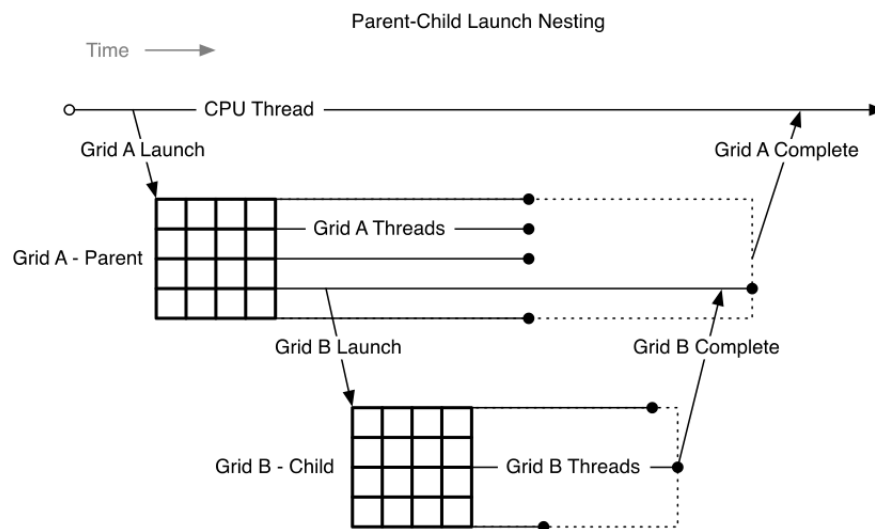 Parent-Child Launch Nesting
Time
CPU Thread
Grid A Launch
Grid A Complete
Grid A Threads
Grid A - Parent
Grid B Launch
Grid B Complete
Grid B - Child
Grid B Threads